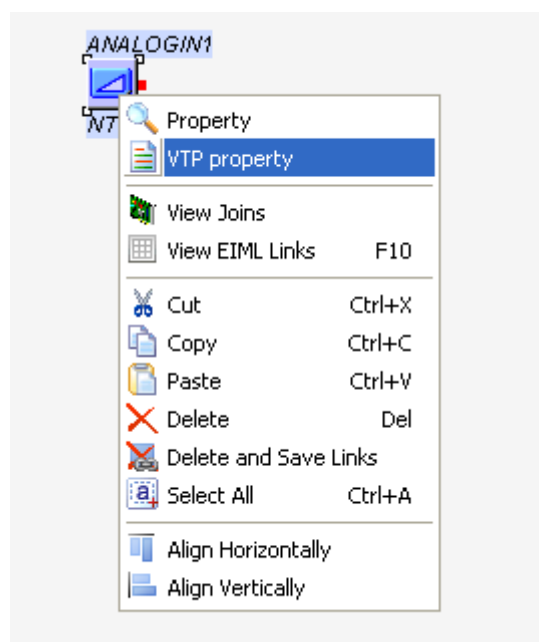 ANALOGIN1
NT
Property
VTP property
View Joins
View EIML Links F10
Cut Ctrl+X
Copy Ctrl+C
Paste Ctrl+V
Delete Del
Delete and Save Links
Select All Ctrl+A
Align Horizontally
Align Vertically